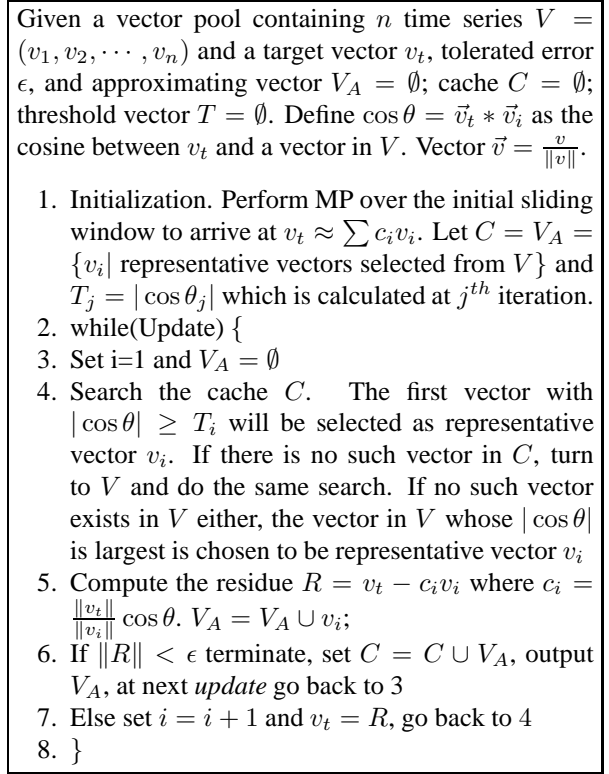 Given a vector pool containing n time series V =
(v₁, v₂, ⋯ , vₙ) and a target vector vₜ, tolerated error
ϵ, and approximating vector V_A = ∅; cache C = ∅;
threshold vector T = ∅. Define cos θ = v⃗ₜ ∗ v⃗ᵢ as the
cosine between vₜ and a vector in V. Vector v⃗ = v/‖v‖.
1. Initialization. Perform MP over the initial sliding
window to arrive at vₜ ≈ ∑ cᵢvᵢ. Let C = V_A =
{vᵢ| representative vectors selected from V} and
Tⱼ = | cos θⱼ| which is calculated at jᵗʰ iteration.
2. while(Update) {
3. Set i=1 and V_A = ∅
4. Search the cache C. The first vector with
| cos θ| ≥ Tᵢ will be selected as representative
vector vᵢ. If there is no such vector in C, turn
to V and do the same search. If no such vector
exists in V either, the vector in V whose | cos θ|
is largest is chosen to be representative vector vᵢ
5. Compute the residue R = vₜ − cᵢvᵢ where cᵢ =
‖vₜ‖/‖vᵢ‖ cos θ. V_A = V_A ∪ vᵢ;
6. If ‖R‖ < ϵ terminate, set C = C ∪ V_A, output
V_A, at next update go back to 3
7. Else set i = i + 1 and vₜ = R, go back to 4
8. }